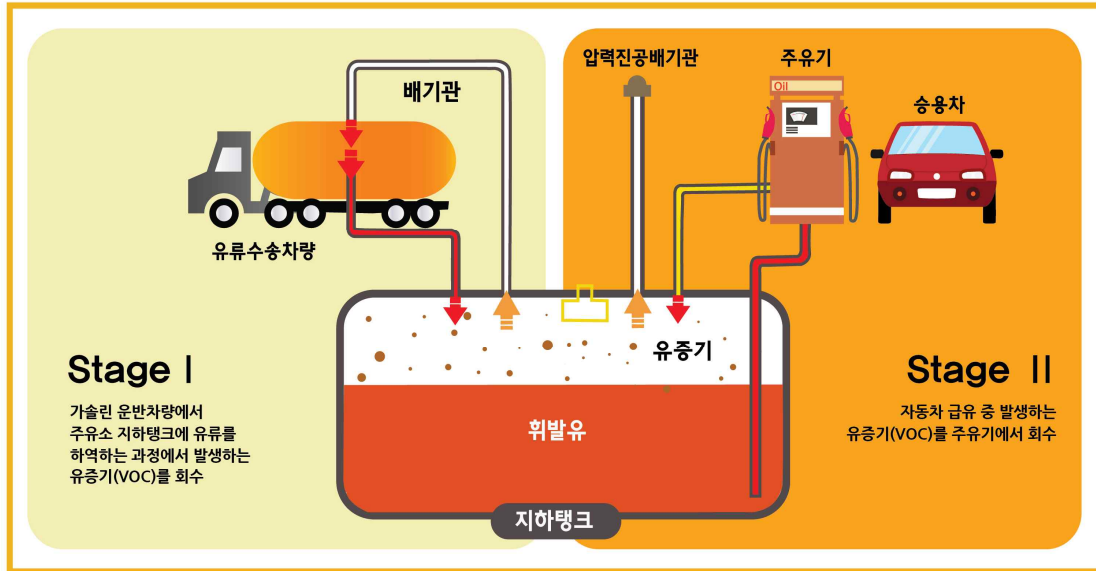 배기관
유류수송차량
Stage I
가솔린 운반차량에서
주유소 지하탱크에 유류를
하역하는 과정에서 발생하는
유증기(VOC)를 회수
압력진공배기관
주유기
Oil
승용차
유증기
Stage II
자동차 급유 중 발생하는
유증기(VOC)를 주유기에서 회수
휘발유
지하탱크